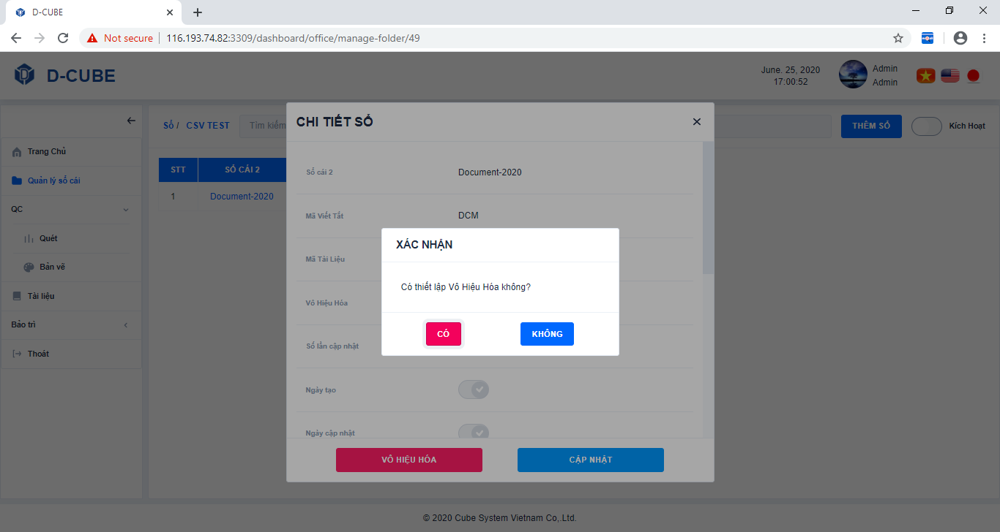 D-CUBE
Not secure
116.193.74.82:3309/dashboard/office/manage-folder/49
D-CUBE
June. 25, 2020
17:00:52
Admin
Admin
Sổ / CSV TEST
Tìm kiếm
THÊM SỔ
Kích Hoạt
Trang Chủ
Quản lý sổ cái
QC
Quét
Bản vẽ
Tài liệu
Bảo trì
Thoát
STT
SỔ CÁI 2
1
Document-2020
CHI TIẾT SỔ
Sổ cái 2
Document-2020
Mã Viết Tắt
DCM
Mã Tài Liệu
Vô Hiệu Hóa
Số lần cập nhật
Ngày tạo
Ngày cập nhật
XÁC NHẬN
Có thiết lập Vô Hiệu Hóa không?
CÓ
KHÔNG
VÔ HIỆU HÓA
CẬP NHẬT
© 2020 Cube System Vietnam Co,.Ltd.